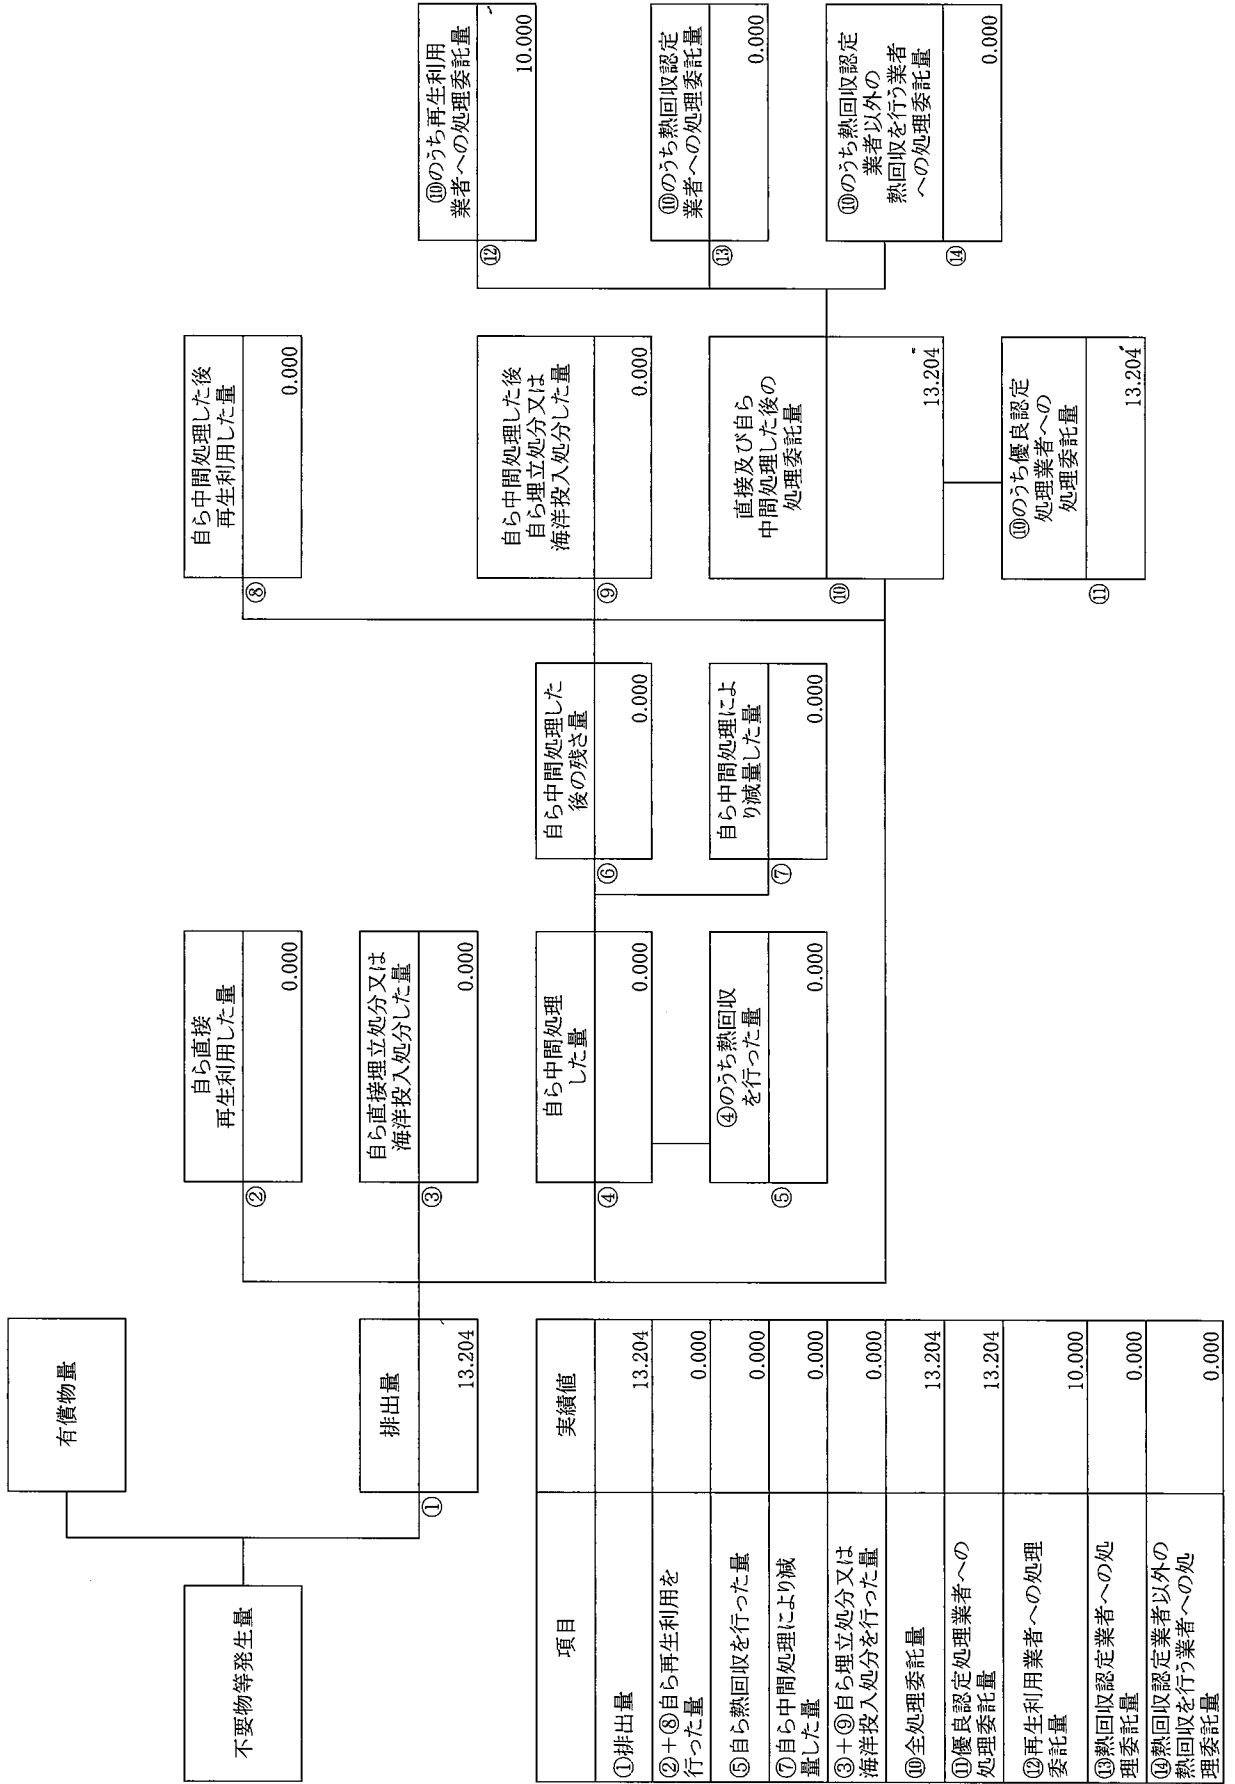 有償物量
不要物等発生量
①
排出量
13.204
②
自ら直接
再生利用した量
0.000
③
自ら直接埋立処分又は
海洋投入処分した量
0.000
④
自ら中間処理
した量
0.000
⑤
④のうち熱回収
を行った量
0.000
⑥
自ら中間処理した
後の残さ量
0.000
⑦
自ら中間処理によ
り減量した量
0.000
⑧
自ら中間処理した後
再生利用した量
0.000
⑨
自ら中間処理した後
自ら埋立処分又は
海洋投入処分した量
0.000
⑩
直接及び自ら
中間処理した後の
処理委託量
13.204
⑪
⑩のうち優良認定
処理業者への
処理委託量
13.204
⑫
⑩のうち再生利用
業者への処理委託量
10.000
⑬
⑩のうち熱回収認定
業者への処理委託量
0.000
⑭
⑩のうち熱回収認定
業者以外の
熱回収を行う業者
への処理委託量
0.000
項目 実績値
①排出量 13.204
②+⑧自ら再生利用を
行った量 0.000
⑤自ら熱回収を行った量 0.000
⑦自ら中間処理により減
量した量 0.000
③+⑨自ら埋立処分又は
海洋投入処分を行った量 0.000
⑩全処理委託量 13.204
⑪優良認定処理業者への
処理委託量 13.204
⑫再生利用業者への処理
委託量 10.000
⑬熱回収認定業者への処
理委託量 0.000
⑭熱回収認定業者以外の
熱回収を行う業者への処
理委託量 0.000